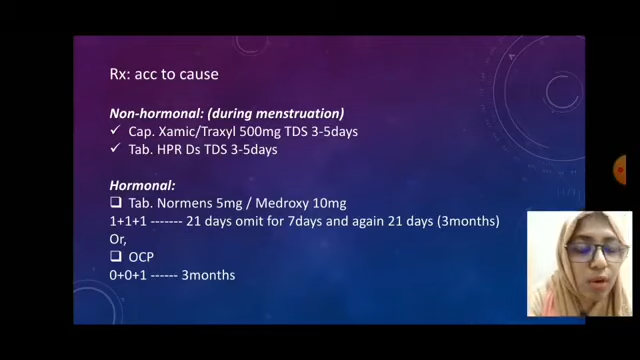 Rx: acc to cause
Non-hormonal: (during menstruation)
✓ Cap. Xamic/Traxyl 500mg TDS 3-5days
✓ Tab. HPR Ds TDS 3-5days
Hormonal:
❑ Tab. Normens 5mg / Medroxy 10mg
1+1+1 ------- 21 days omit for 7days and again 21 days (3months)
Or,
❑ OCP
0+0+1 ------ 3months